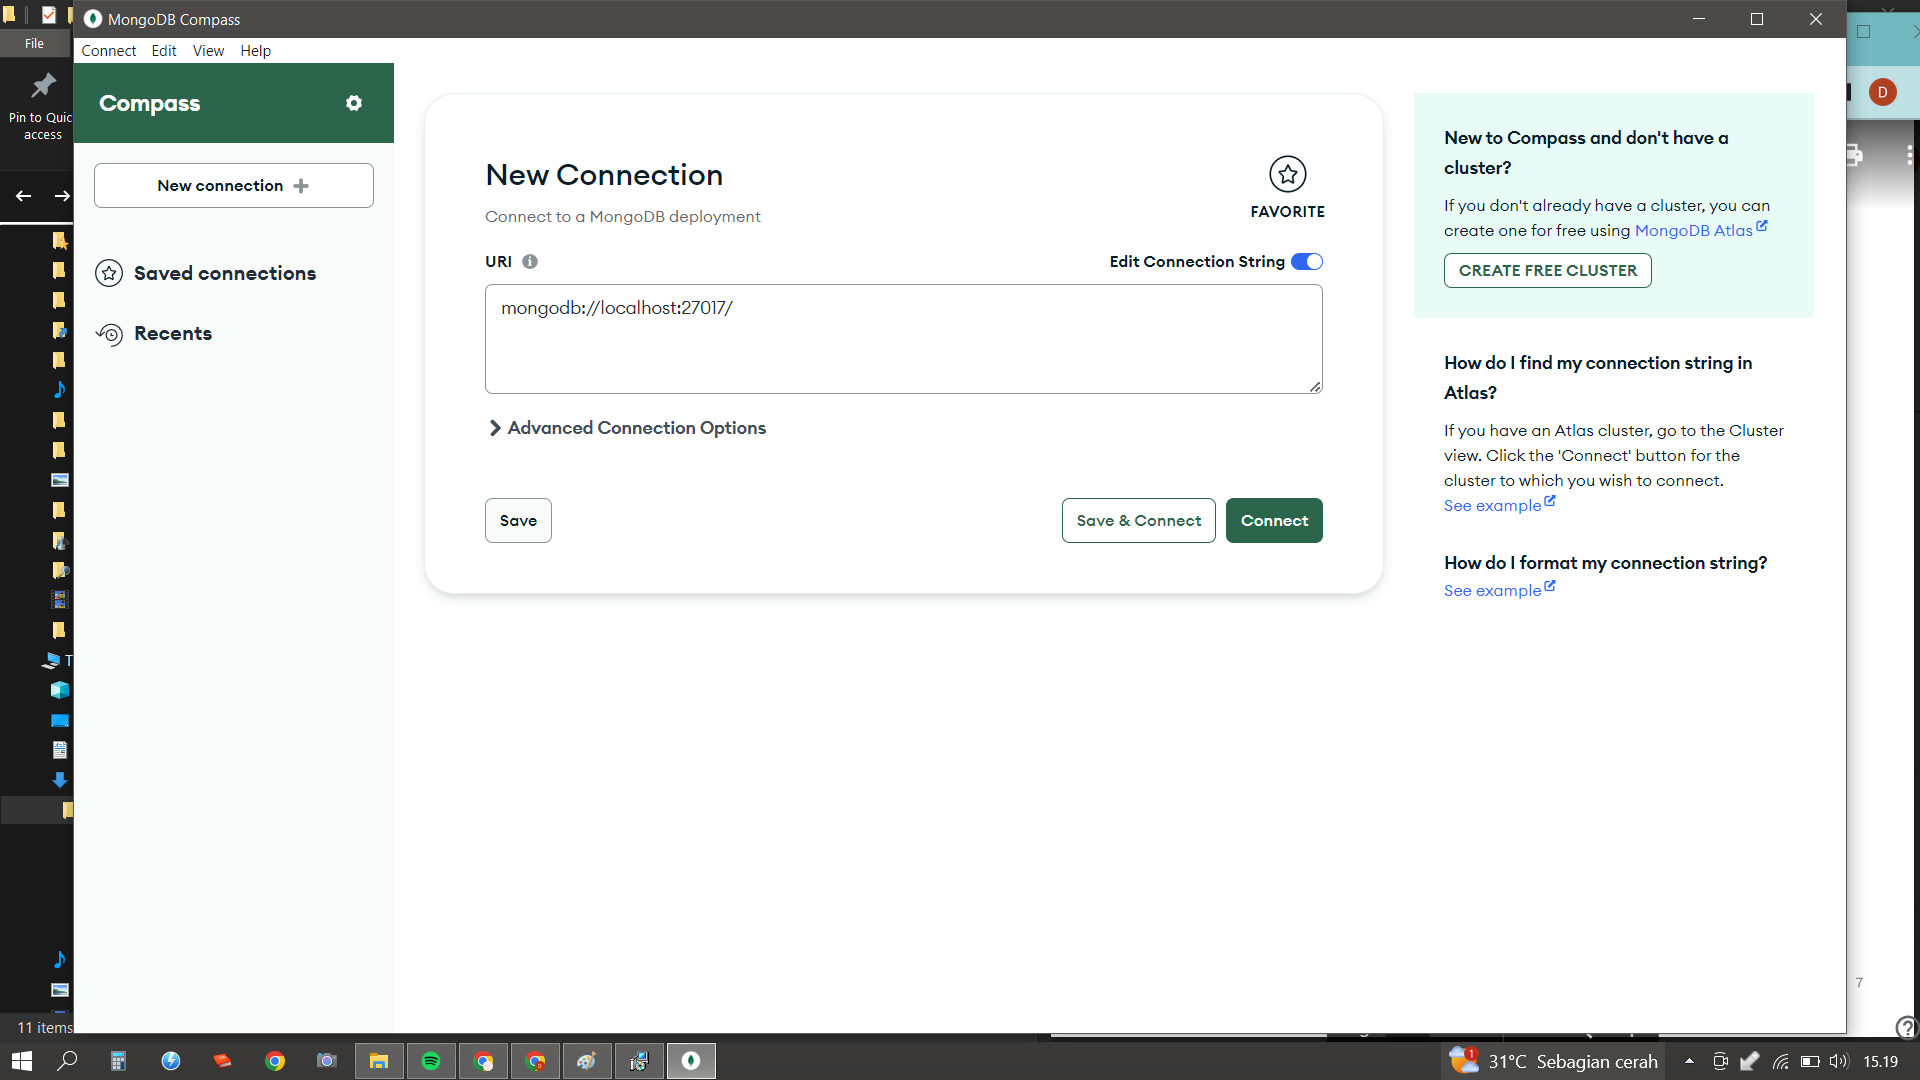 MongoDB Compass
File
Connect Edit View Help
Pin to Quic
access
Compass
New connection
Saved connections
Recents
New Connection
Connect to a MongoDB deployment
FAVORITE
URI
Edit Connection String
mongodb://localhost:27017/
Advanced Connection Options
Save
Save & Connect
Connect
New to Compass and don't have a
cluster?
If you don't already have a cluster, you can
create one for free using MongoDB Atlas
CREATE FREE CLUSTER
How do I find my connection string in
Atlas?
If you have an Atlas cluster, go to the Cluster
view. Click the 'Connect' button for the
cluster to which you wish to connect.
See example
How do I format my connection string?
See example
D
T
7
11 items
1
31°C Sebagian cerah
15.19